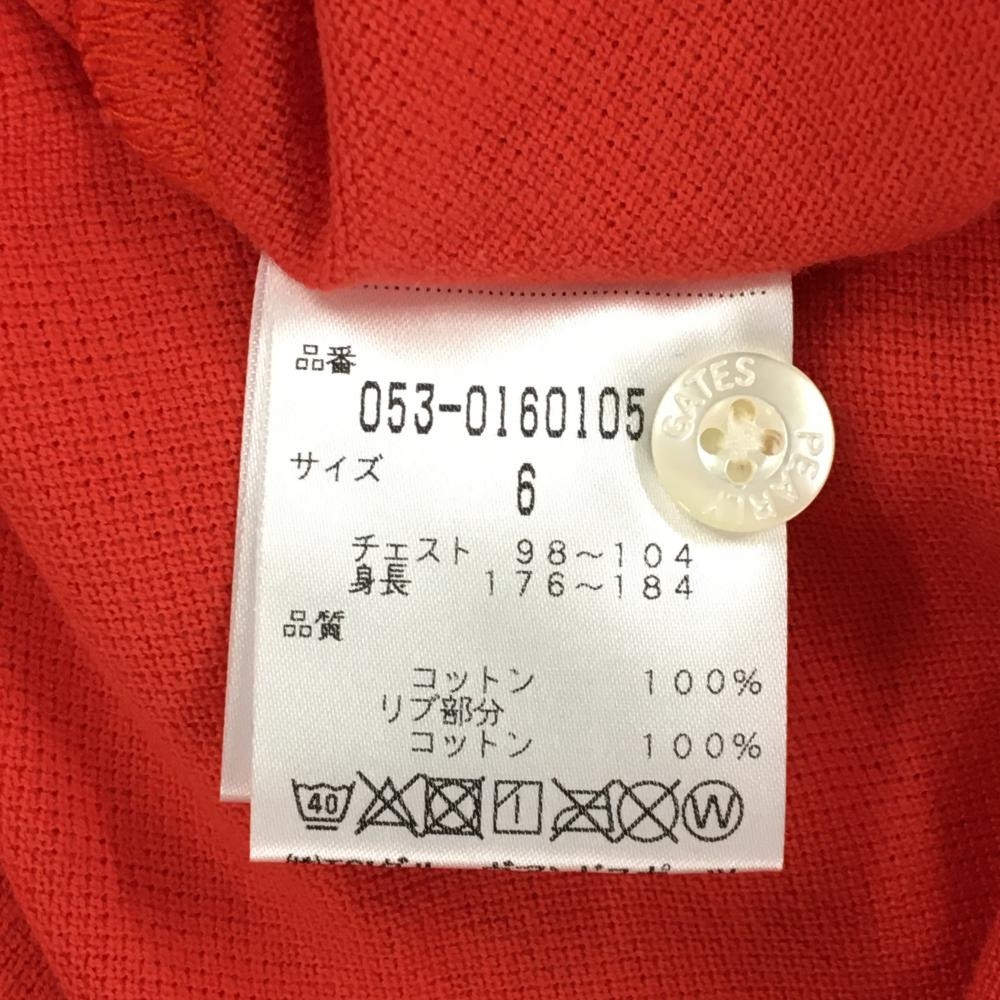 品番
053-0160105
サイズ
6
チェスト 98～104
身長 176～184
品質
コットン 100%
リブ部分
コットン 100%
40
W
GATES
PEARLY